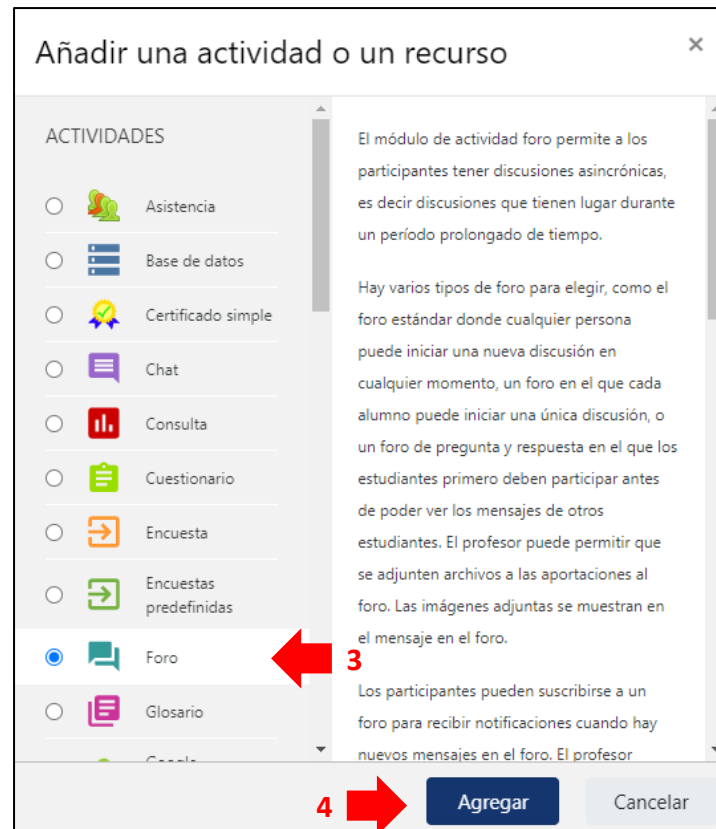 Añadir una actividad o un recurso
×
ACTIVIDADES
Asistencia
Base de datos
Certificado simple
Chat
Consulta
Cuestionario
Encuesta
Encuestas
predefinidas
Foro
3
Glosario
El módulo de actividad foro permite a los
participantes tener discusiones asincrónicas,
es decir discusiones que tienen lugar durante
un período prolongado de tiempo.
Hay varios tipos de foro para elegir, como el
foro estándar donde cualquier persona
puede iniciar una nueva discusión en
cualquier momento, un foro en el que cada
alumno puede iniciar una única discusión, o
un foro de pregunta y respuesta en el que los
estudiantes primero deben participar antes
de poder ver los mensajes de otros
estudiantes. El profesor puede permitir que
se adjunten archivos a las aportaciones al
foro. Las imágenes adjuntas se muestran en
el mensaje en el foro.
Los participantes pueden suscribirse a un
foro para recibir notificaciones cuando hay
nuevos mensajes en el foro. El profesor
4
Agregar
Cancelar